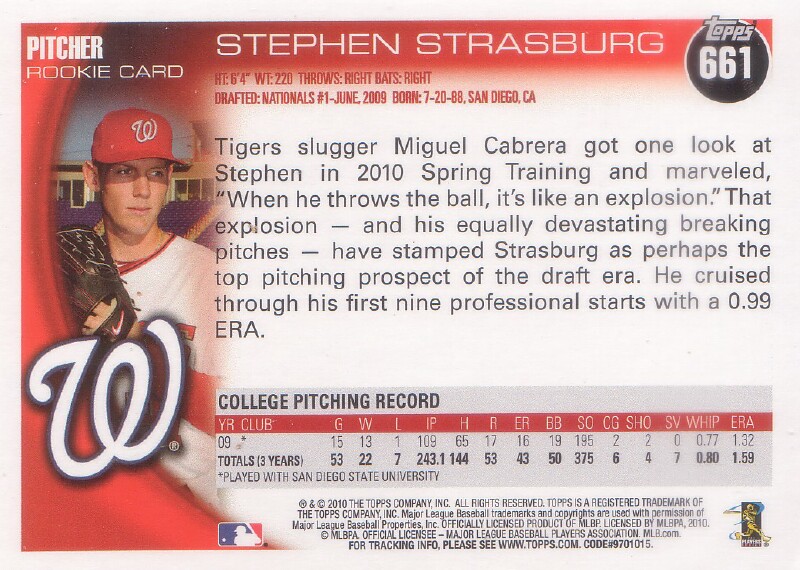 PITCHER
ROOKIE CARD
STEPHEN STRASBURG
Topps
661
HT: 6'4" WT: 220 THROWS: RIGHT BATS: RIGHT
DRAFTED: NATIONALS #1-JUNE, 2009 BORN: 7-20-88, SAN DIEGO, CA
Tigers slugger Miguel Cabrera got one look at
Stephen in 2010 Spring Training and marveled,
"When he throws the ball, it's like an explosion." That
explosion — and his equally devastating breaking
pitches — have stamped Strasburg as perhaps the
top pitching prospect of the draft era. He cruised
through his first nine professional starts with a 0.99
ERA.
W
W
®
COLLEGE PITCHING RECORD
YR CLUB G W L IP H R ER BB SO CG SHO SV WHIP ERA
09 * 15 13 1 109 65 17 16 19 195 2 2 0 0.77 1.32
TOTALS (3 YEARS) 53 22 7 243.1 144 53 43 50 375 6 4 7 0.80 1.59
*PLAYED WITH SAN DIEGO STATE UNIVERSITY
® & © 2010 THE TOPPS COMPANY, INC. ALL RIGHTS RESERVED. TOPPS IS A REGISTERED TRADEMARK OF
THE TOPPS COMPANY, INC. Major League Baseball trademarks and copyrights are used with permission of
Major League Baseball Properties, Inc. OFFICIALLY LICENSED PRODUCT OF MLBP. LICENSED BY MLBPA, 2010.
© MLBPA. OFFICIAL LICENSEE – MAJOR LEAGUE BASEBALL PLAYERS ASSOCIATION. MLB.com.
FOR TRACKING INFO, PLEASE SEE WWW.TOPPS.COM. CODE#9701015.